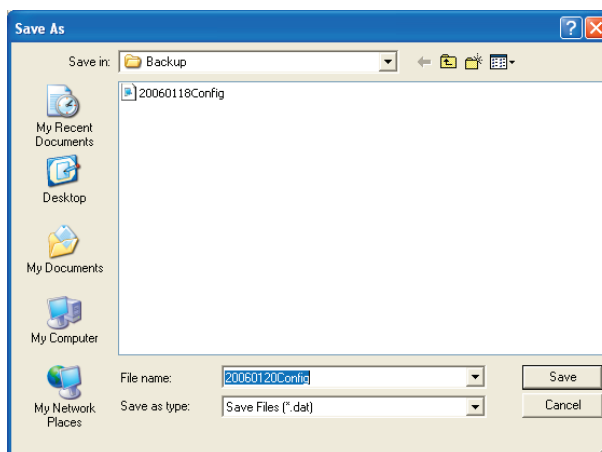 Save As
Save in:
Backup
20060118Config
My Recent
Documents
Desktop
My Documents
My Computer
My Network
Places
File name:
20060120Config
Save
Save as type:
Save Files (*.dat)
Cancel